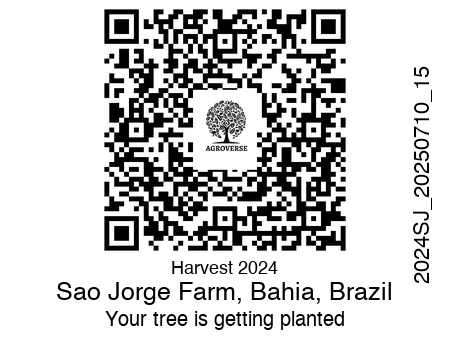 AGROVERSE
Harvest 2024
Sao Jorge Farm, Bahia, Brazil
Your tree is getting planted
2024SJ_20250710_15